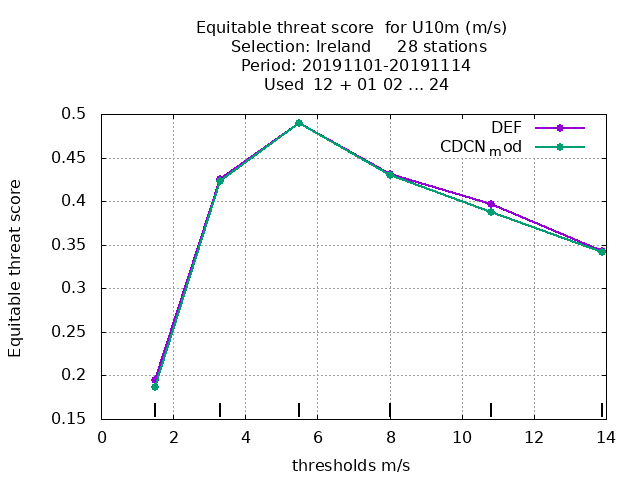 Equitable threat score for U10m (m/s)
Selection: Ireland 28 stations
Period: 20191101-20191114
Used 12 + 01 02 ... 24
DEF
CDCN_mod
Equitable threat score
0.5
0.45
0.4
0.35
0.3
0.25
0.2
0.15
0 2 4 6 8 10 12 14
thresholds m/s